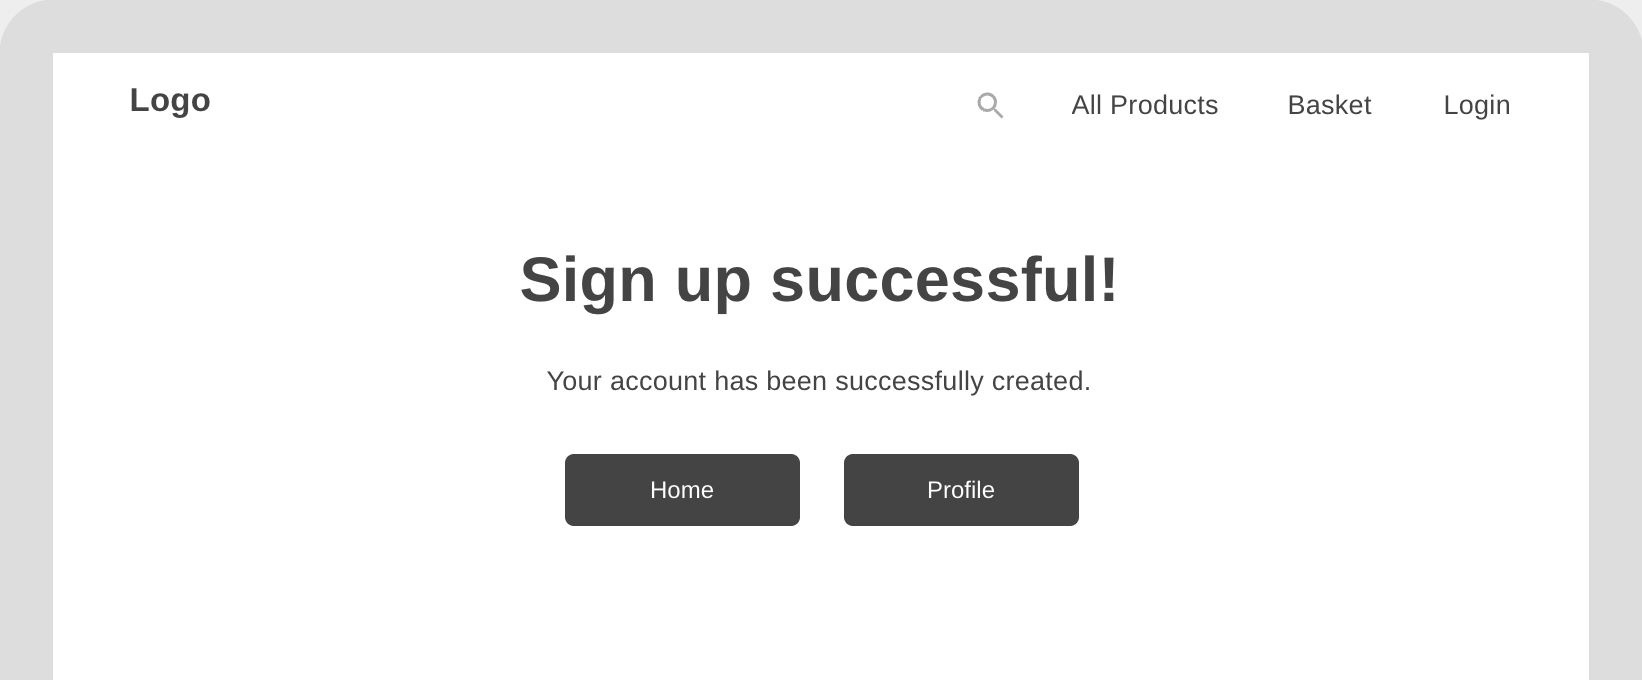 Logo
All Products Basket Login
Sign up successful!
Your account has been successfully created.
Home Profile